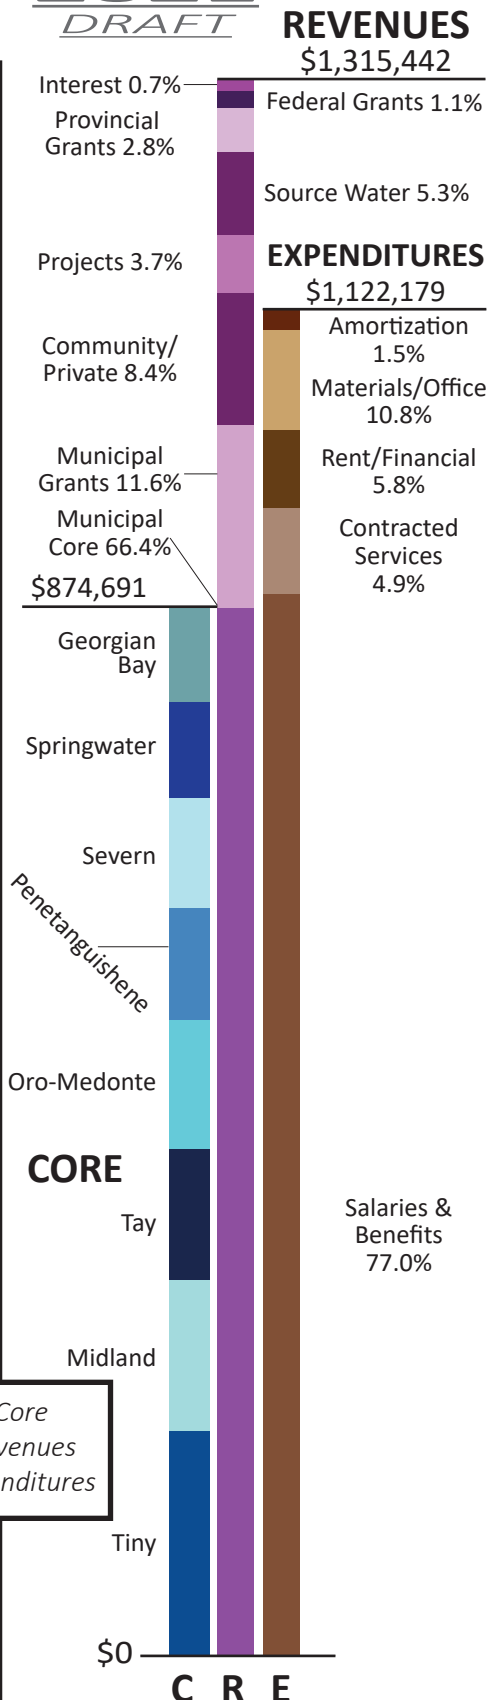 DRAFT
REVENUES
$1,315,442
Interest 0.7%
Federal Grants 1.1%
Provincial
Grants 2.8%
Source Water 5.3%
Projects 3.7%
EXPENDITURES
$1,122,179
Amortization
1.5%
Community/
Private 8.4%
Materials/Office
10.8%
Municipal
Grants 11.6%
Rent/Financial
5.8%
Municipal
Core 66.4%
Contracted
Services
4.9%
$874,691
Georgian
Bay
Springwater
Severn
Penetanguishene
Oro-Medonte
CORE
Tay
Salaries &
Benefits
77.0%
Midland
Core
venues
nditures
Tiny
$0
C R E